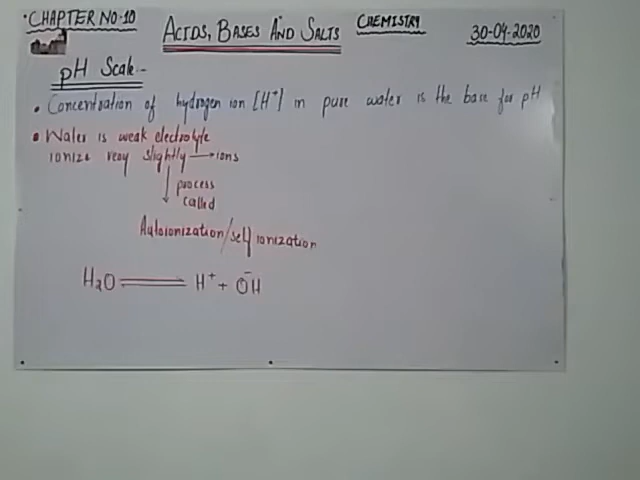 CHAPTER NO:10
ACIDS, BASES AND SALTS
CHEMISTRY
30-04-2020
pH Scale:-
• Concentration of hydrogen ion [H⁺] in pure water is the base for pH
• Water is weak electrolyte
ionize very slightly → ions
process
called
Autoionization/self ionization
H₂O ═ H⁺ + O⁻H